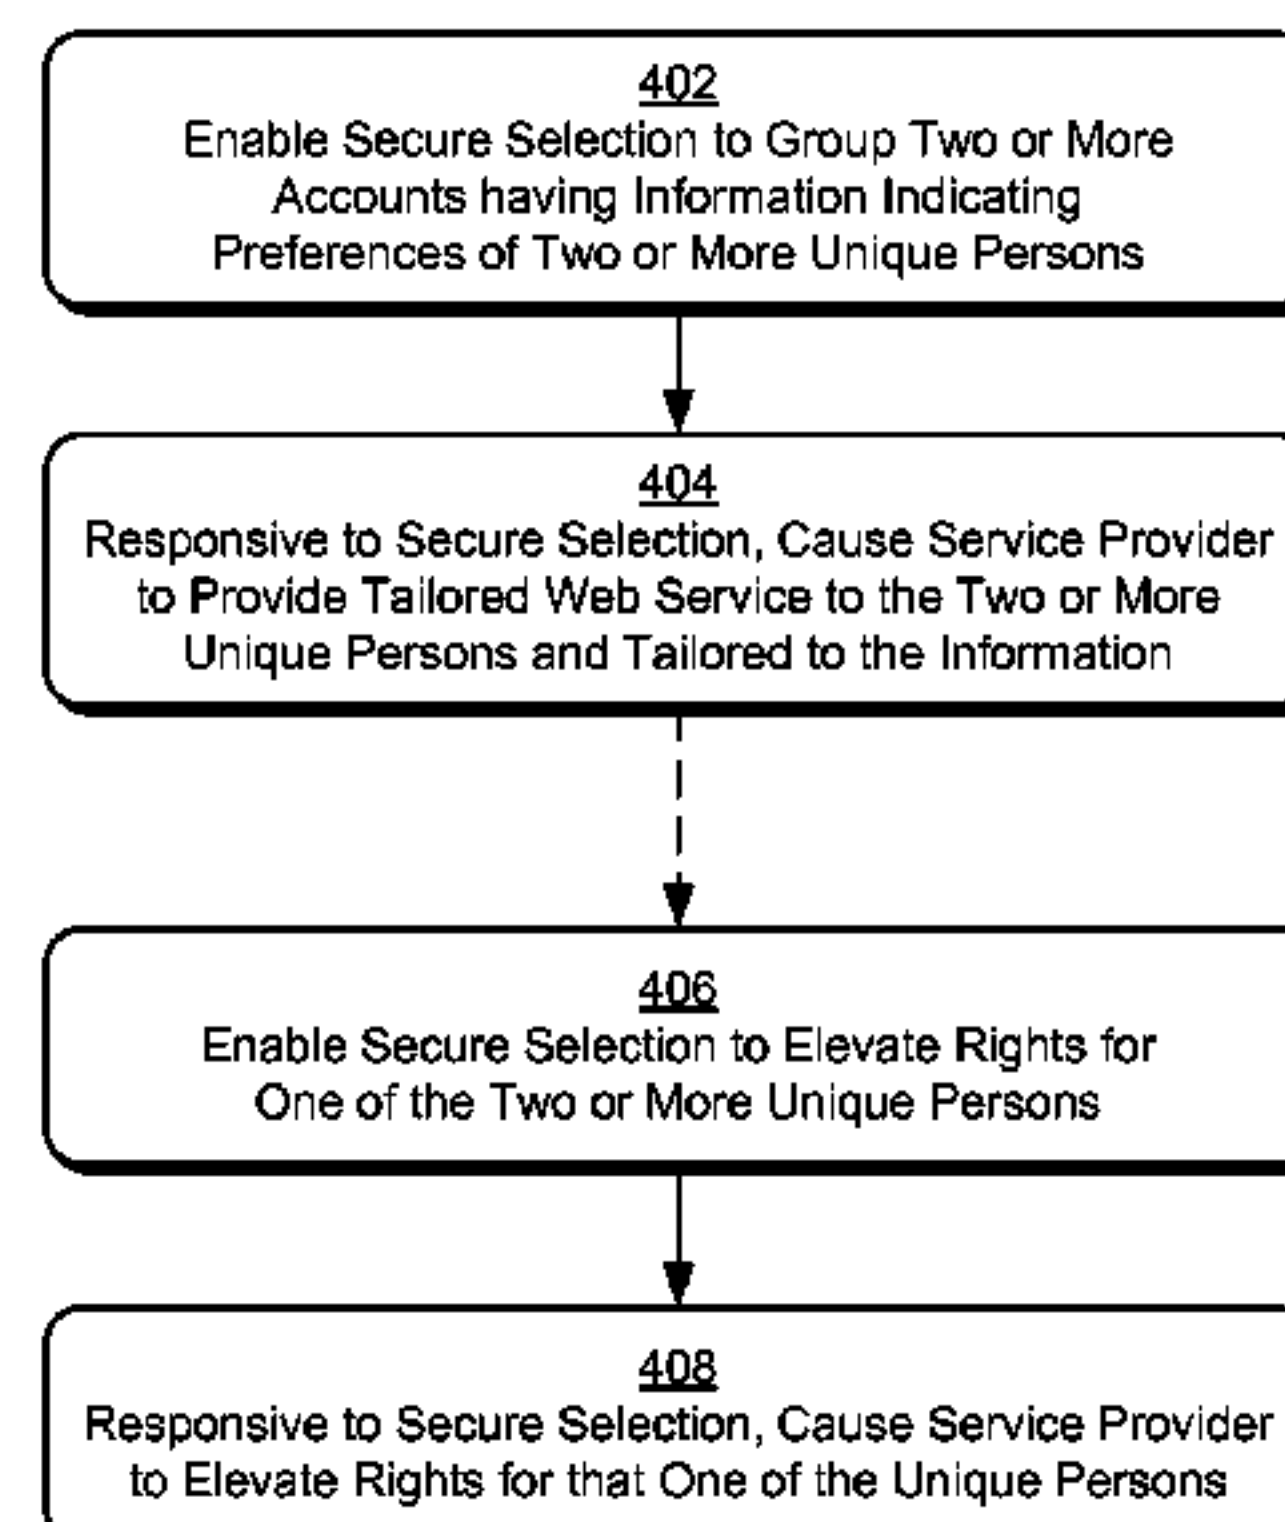 402
Enable Secure Selection to Group Two or More
Accounts having Information Indicating
Preferences of Two or More Unique Persons
404
Responsive to Secure Selection, Cause Service Provider
to Provide Tailored Web Service to the Two or More
Unique Persons and Tailored to the Information
406
Enable Secure Selection to Elevate Rights for
One of the Two or More Unique Persons
408
Responsive to Secure Selection, Cause Service Provider
to Elevate Rights for that One of the Unique Persons